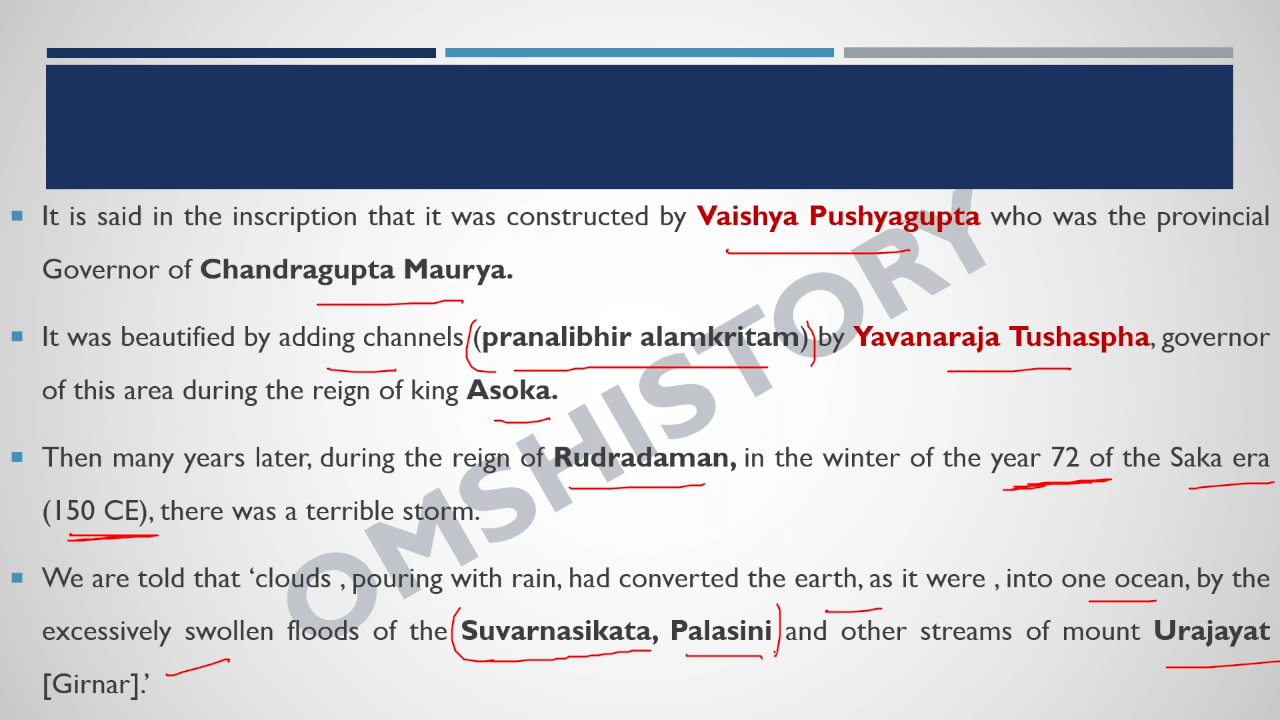 It is said in the inscription that it was constructed by Vaishya Pushyagupta who was the provincial
Governor of Chandragupta Maurya.
It was beautified by adding channels (pranalibhir alamkritam) by Yavanaraja Tushaspha, governor
of this area during the reign of king Asoka.
Then many years later, during the reign of Rudradaman, in the winter of the year 72 of the Saka era
(150 CE), there was a terrible storm.
We are told that ‘clouds , pouring with rain, had converted the earth, as it were , into one ocean, by the
excessively swollen floods of the Suvarnasikata, Palasini and other streams of mount Urajayat
[Girnar].’
OMSHISTORY